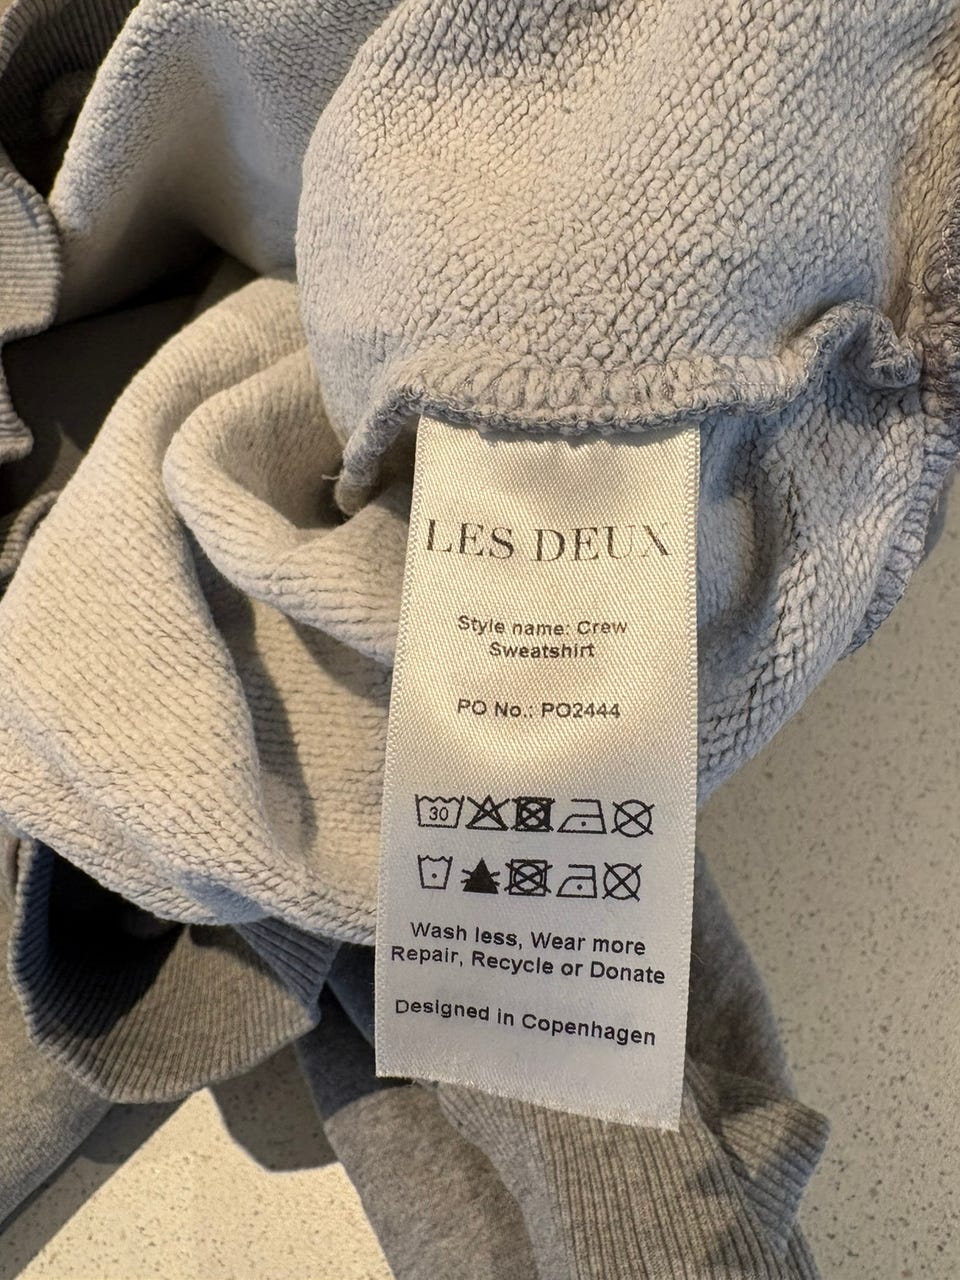 LES DEUX
Style name: Crew
Sweatshirt
PO No.: PO2444
30
Wash less, Wear more
Repair, Recycle or Donate
Designed in Copenhagen